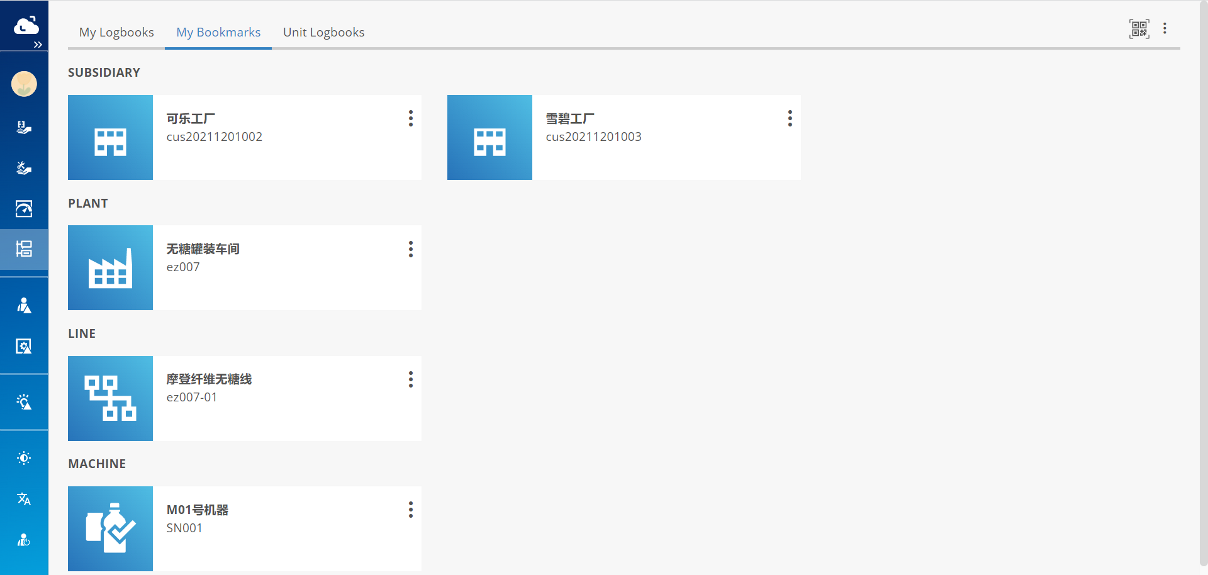 My Logbooks
My Bookmarks
Unit Logbooks
SUBSIDIARY
可乐工厂
cus20211201002
雪碧工厂
cus20211201003
PLANT
无糖罐装车间
ez007
LINE
摩登纤维无糖线
ez007-01
MACHINE
M01号机器
SN001